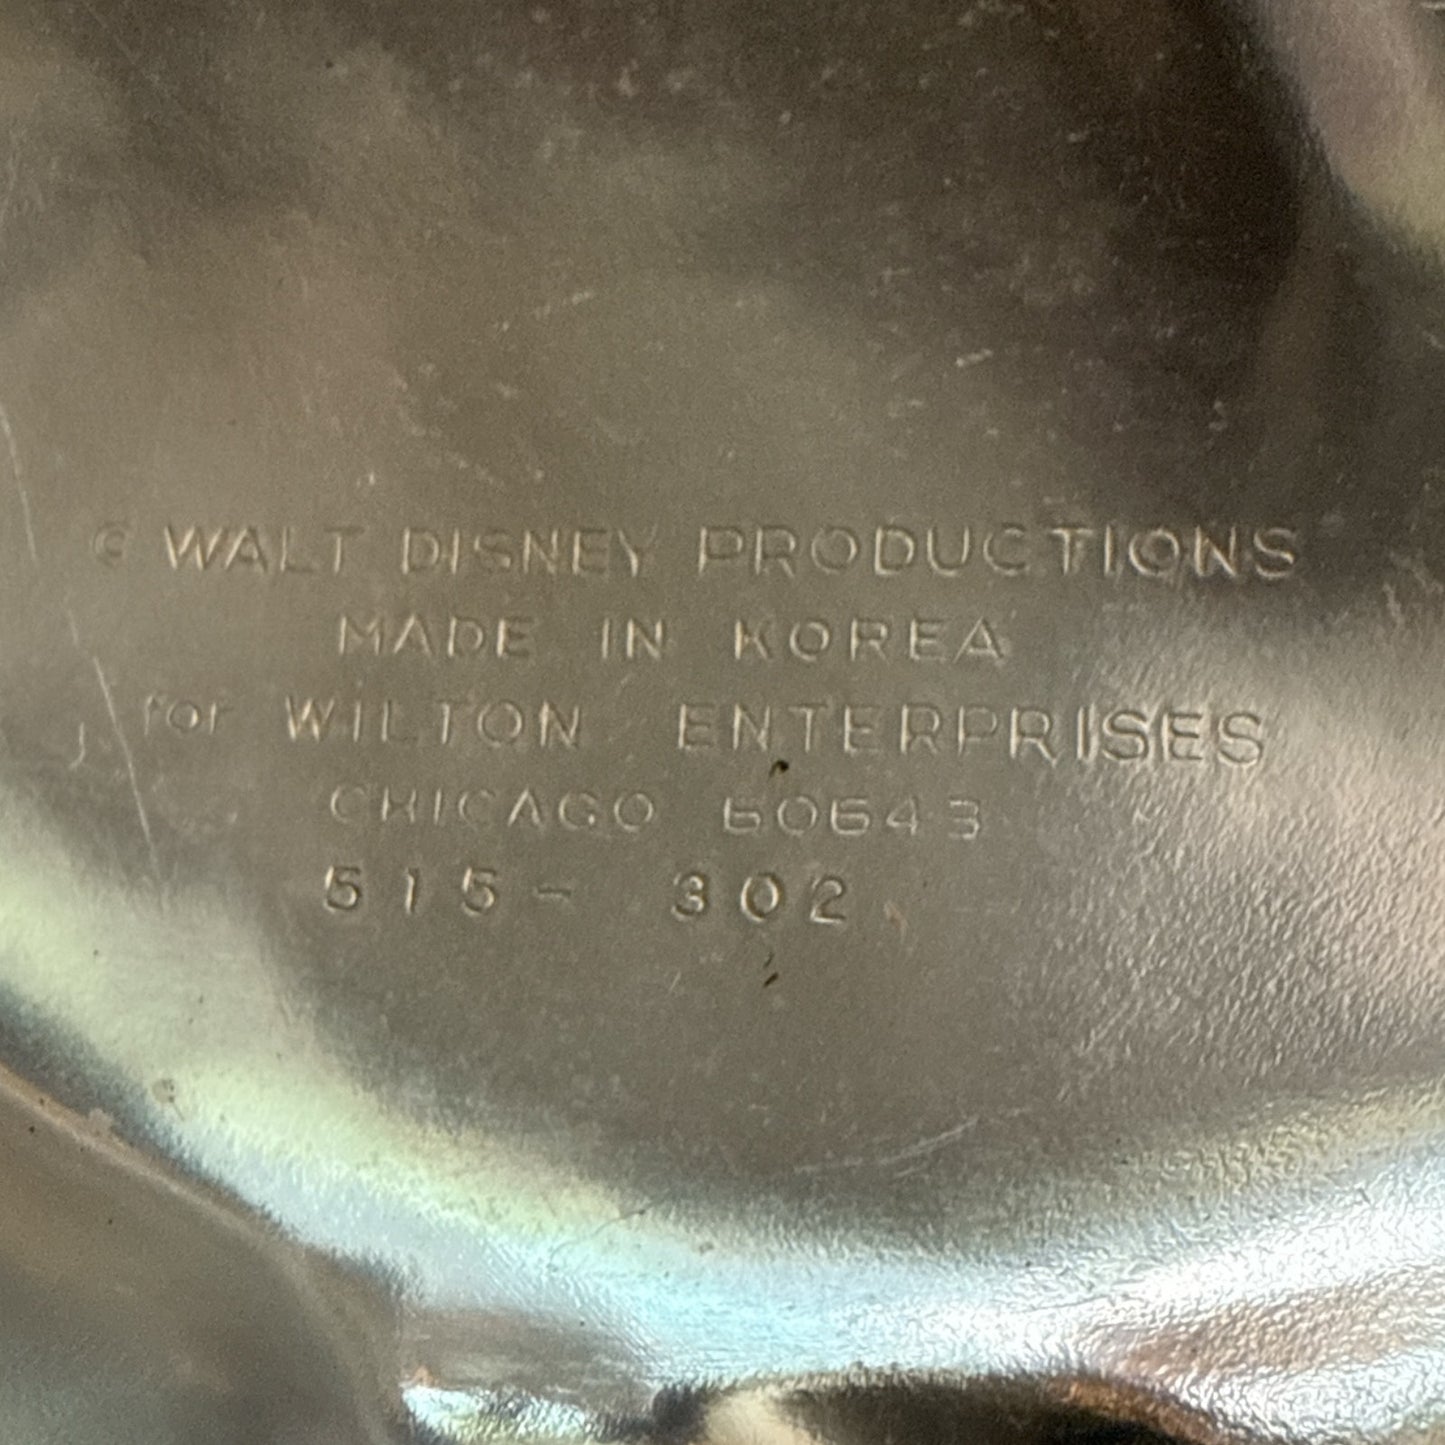 © WALT DISNEY PRODUCTIONS
MADE IN KOREA
for WILTON ENTERPRISES
CHICAGO 60643
515- 302